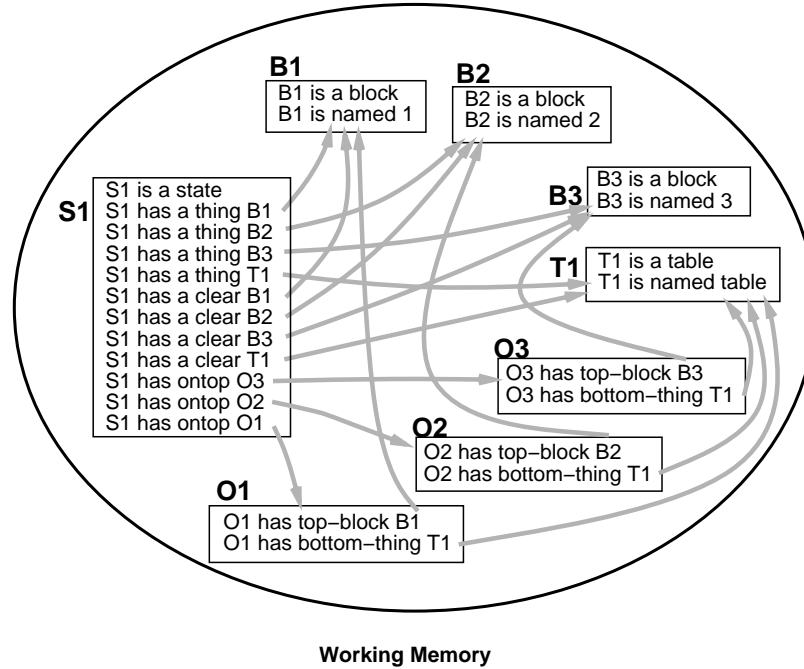 B1
B1 is a block
B1 is named 1
B2
B2 is a block
B2 is named 2
S1
S1 is a state
S1 has a thing B1
S1 has a thing B2
S1 has a thing B3
S1 has a thing T1
S1 has a clear B1
S1 has a clear B2
S1 has a clear B3
S1 has a clear T1
S1 has ontop O3
S1 has ontop O2
S1 has ontop O1
B3
B3 is a block
B3 is named 3
T1
T1 is a table
T1 is named table
O3
O3 has top−block B3
O3 has bottom−thing T1
O2
O2 has top−block B2
O2 has bottom−thing T1
O1
O1 has top−block B1
O1 has bottom−thing T1
Working Memory